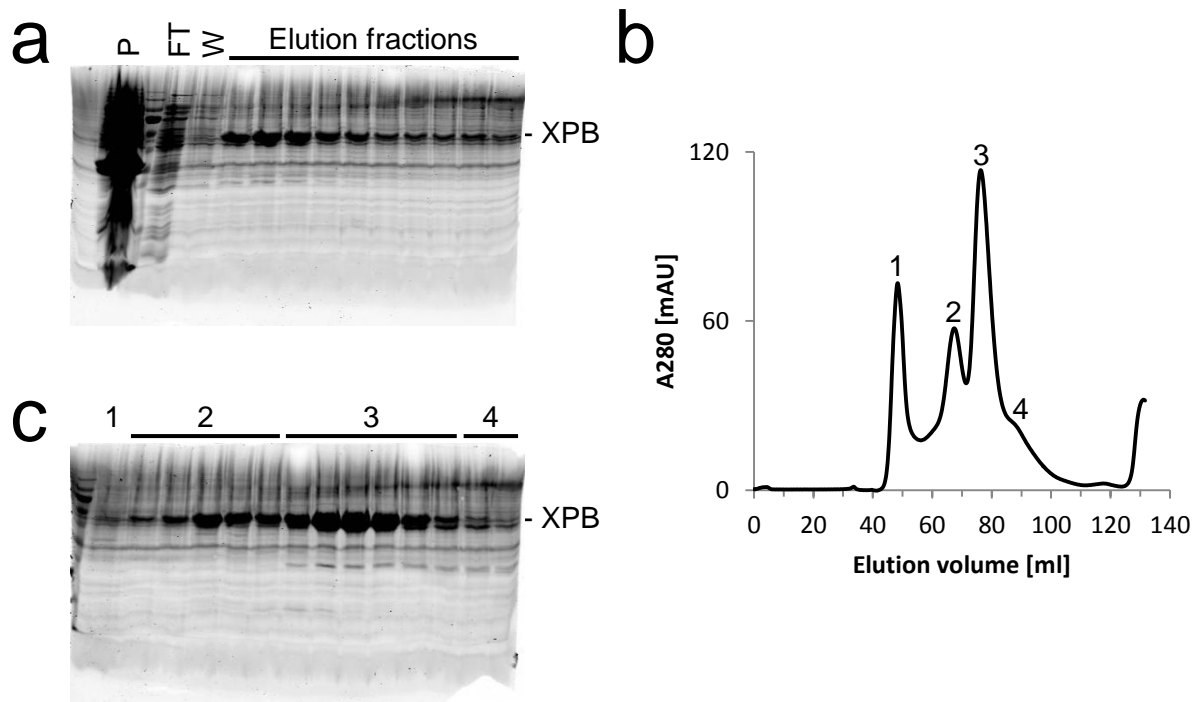 a
P
FT
W
Elution fractions
- XPB
b
120
60
0
A280 [mAU]
1
2
3
4
0 20 40 60 80 100 120 140
Elution volume [ml]
c
1 2 3 4
- XPB